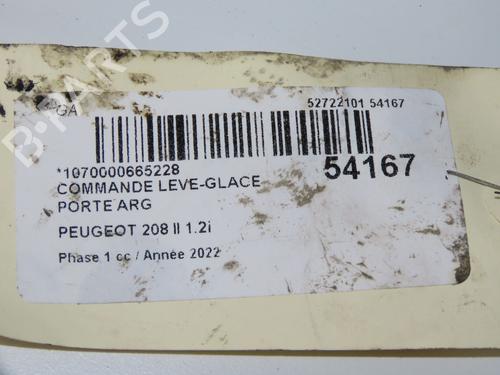 GA
52722101 54167
*1070000665228
54167
COMMANDE LEVE-GLACE
PORTE ARG
PEUGEOT 208 II 1.2i
Phase 1 cc / Année 2022
B-PARTS